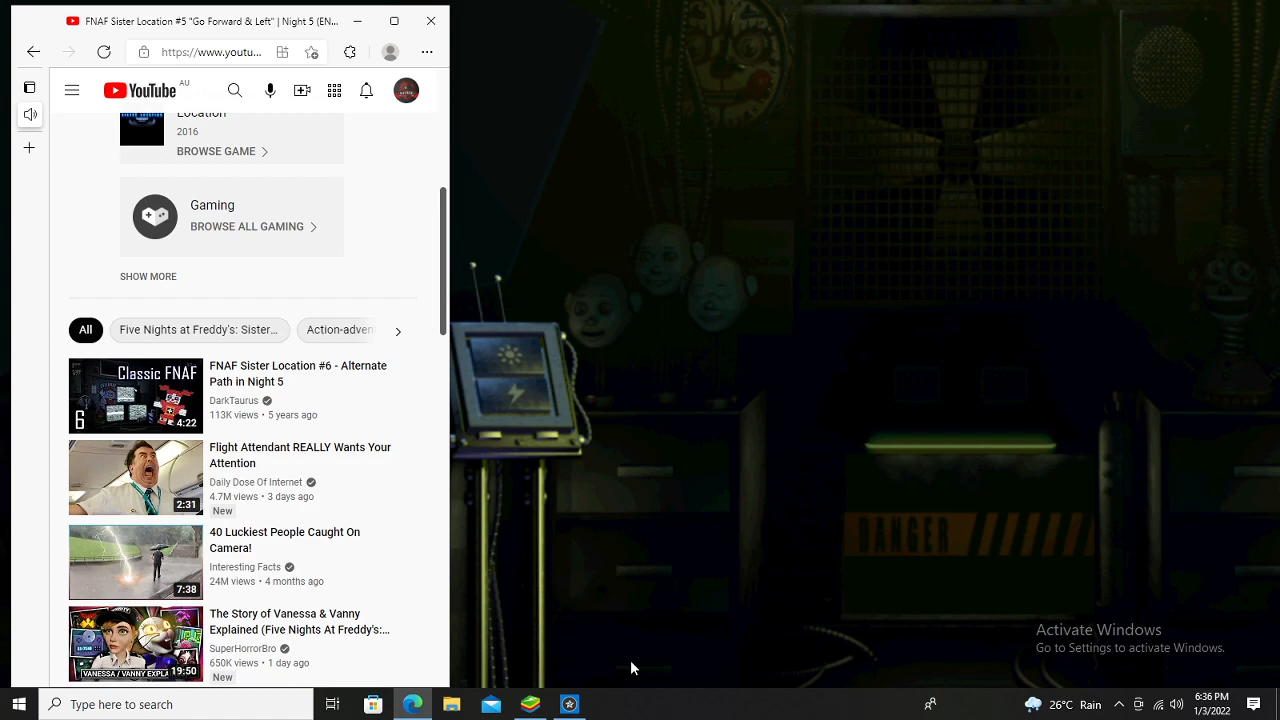 FNAF Sister Location #5 "Go Forward & Left" | Night 5 (EN...
https://www.youtu...
YouTube AU
Location
2016
BROWSE GAME
Gaming
BROWSE ALL GAMING
SHOW MORE
All
Five Nights at Freddy's: Sister...
Action-adven
Classic FNAF
6
4:22
FNAF Sister Location #6 - Alternate
Path in Night 5
DarkTaurus
113K views • 5 years ago
2:31
Flight Attendant REALLY Wants Your
Attention
Daily Dose Of Internet
4.7M views • 3 days ago
New
7:38
40 Luckiest People Caught On
Camera!
Interesting Facts
24M views • 4 months ago
VANESSA / VANNY EXPLA
19:50
The Story of Vanessa & Vanny
Explained (Five Nights At Freddy's:...
SuperHorrorBro
650K views • 1 day ago
New
DANGER
Activate Windows
Go to Settings to activate Windows.
Type here to search
26°C Rain
6:36 PM
1/3/2022